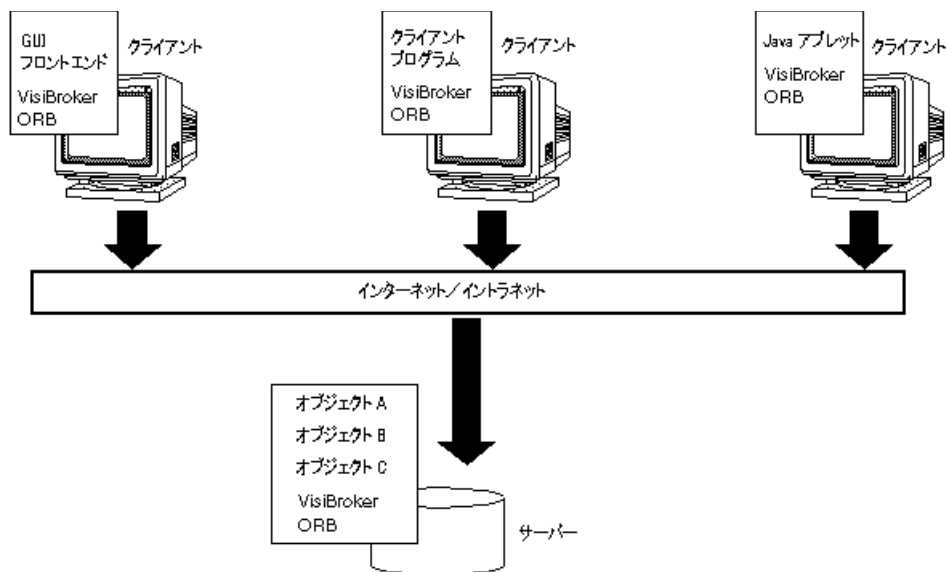 GUI
フロントエンド
VisiBroker
ORB
クライアント
クライアント
プログラム
VisiBroker
ORB
クライアント
Java アプレット
VisiBroker
ORB
クライアント
インターネット／イントラネット
オブジェクト A
オブジェクト B
オブジェクト C
VisiBroker
ORB
サーバー